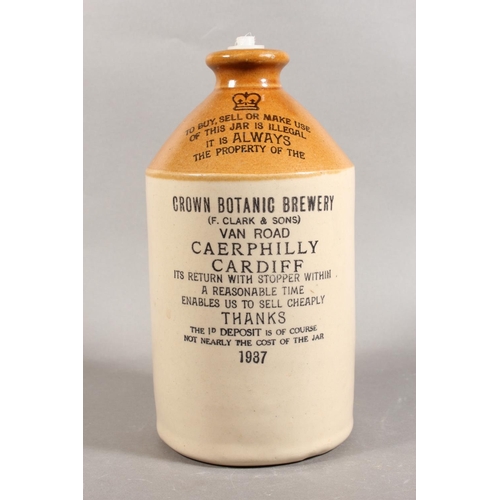 TO BUY, SELL OR MAKE USE
OF THIS JAR IS ILLEGAL
IT IS ALWAYS
THE PROPERTY OF THE
CROWN BOTANIC BREWERY
(F. CLARK & SONS)
VAN ROAD
CAERPHILLY
CARDIFF
ITS RETURN WITH STOPPER WITHIN
A REASONABLE TIME
ENABLES US TO SELL CHEAPLY
THANKS
THE 1D DEPOSIT IS OF COURSE
NOT NEARLY THE COST OF THE JAR
1937